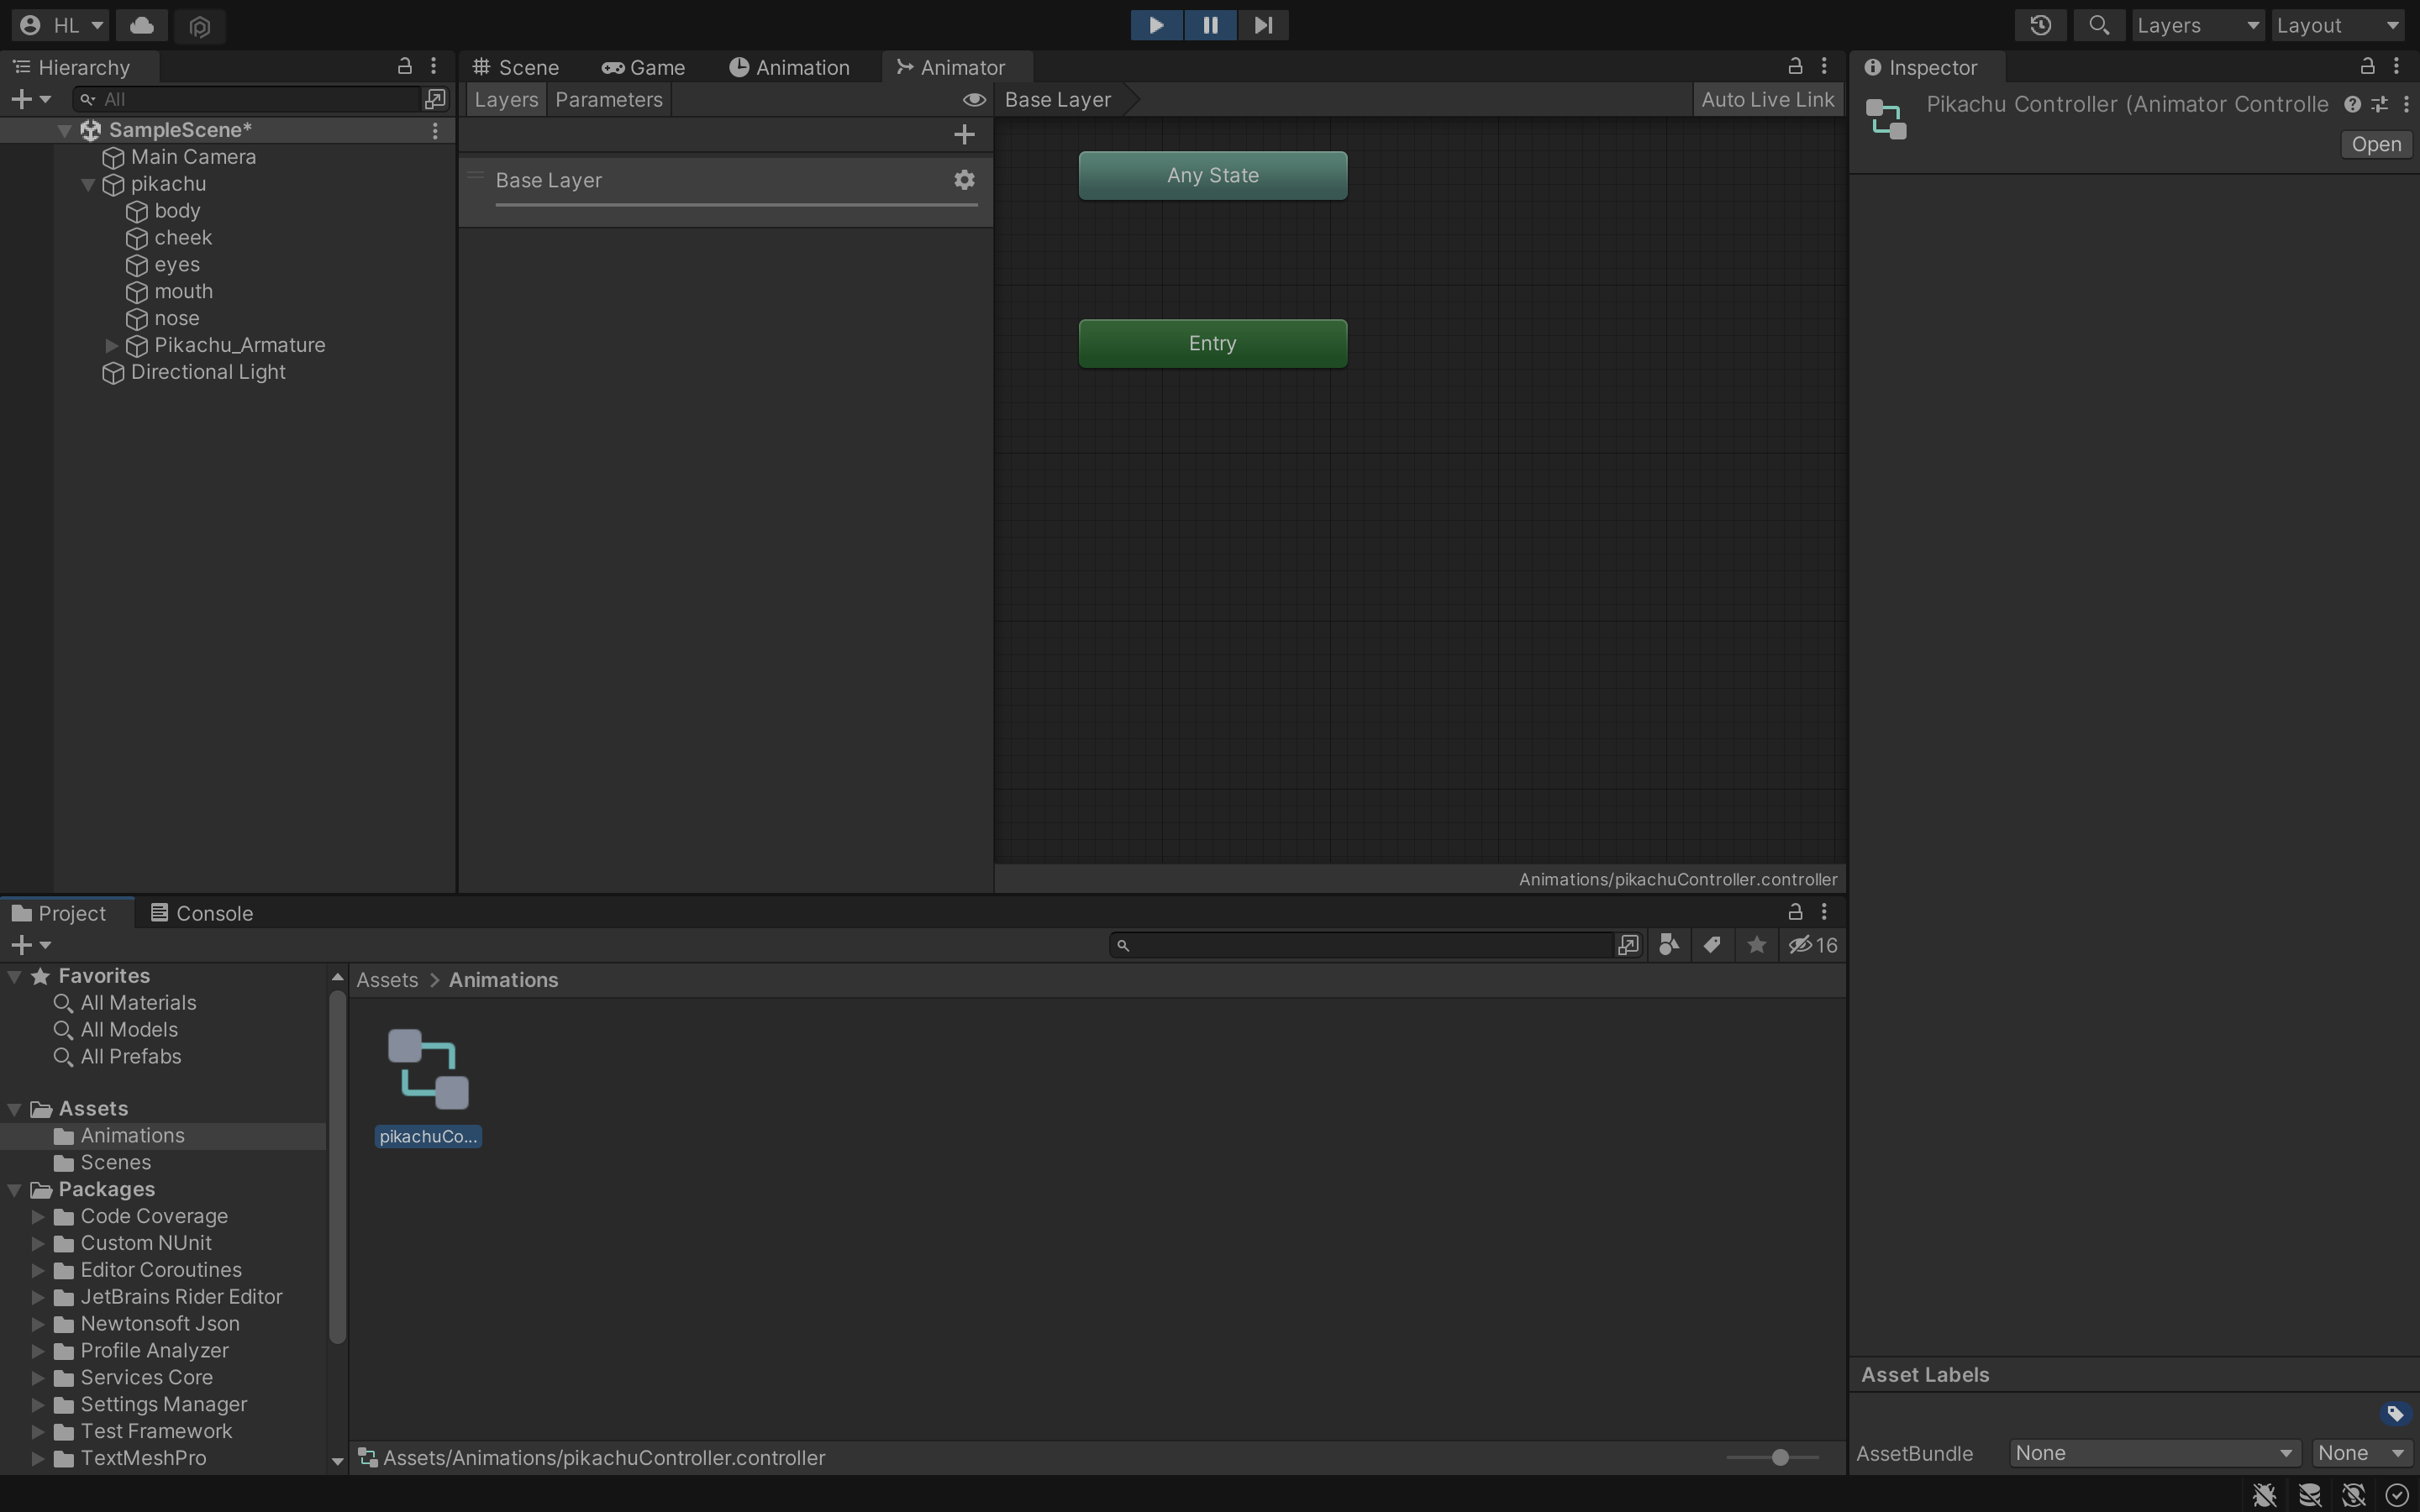 HL
Layers
Layout
Hierarchy
All
SampleScene*
Main Camera
pikachu
body
cheek
eyes
mouth
nose
Pikachu_Armature
Directional Light
Scene
Game
Animation
Animator
Layers
Parameters
Base Layer
Base Layer
Auto Live Link
Any State
Entry
Animations/pikachuController.controller
Inspector
Pikachu Controller (Animator Controlle
Open
Project
Console
16
Favorites
All Materials
All Models
All Prefabs
Assets
Animations
Scenes
Packages
Code Coverage
Custom NUnit
Editor Coroutines
JetBrains Rider Editor
Newtonsoft Json
Profile Analyzer
Services Core
Settings Manager
Test Framework
TextMeshPro
Assets > Animations
pikachuCo...
Assets/Animations/pikachuController.controller
Asset Labels
AssetBundle
None
None